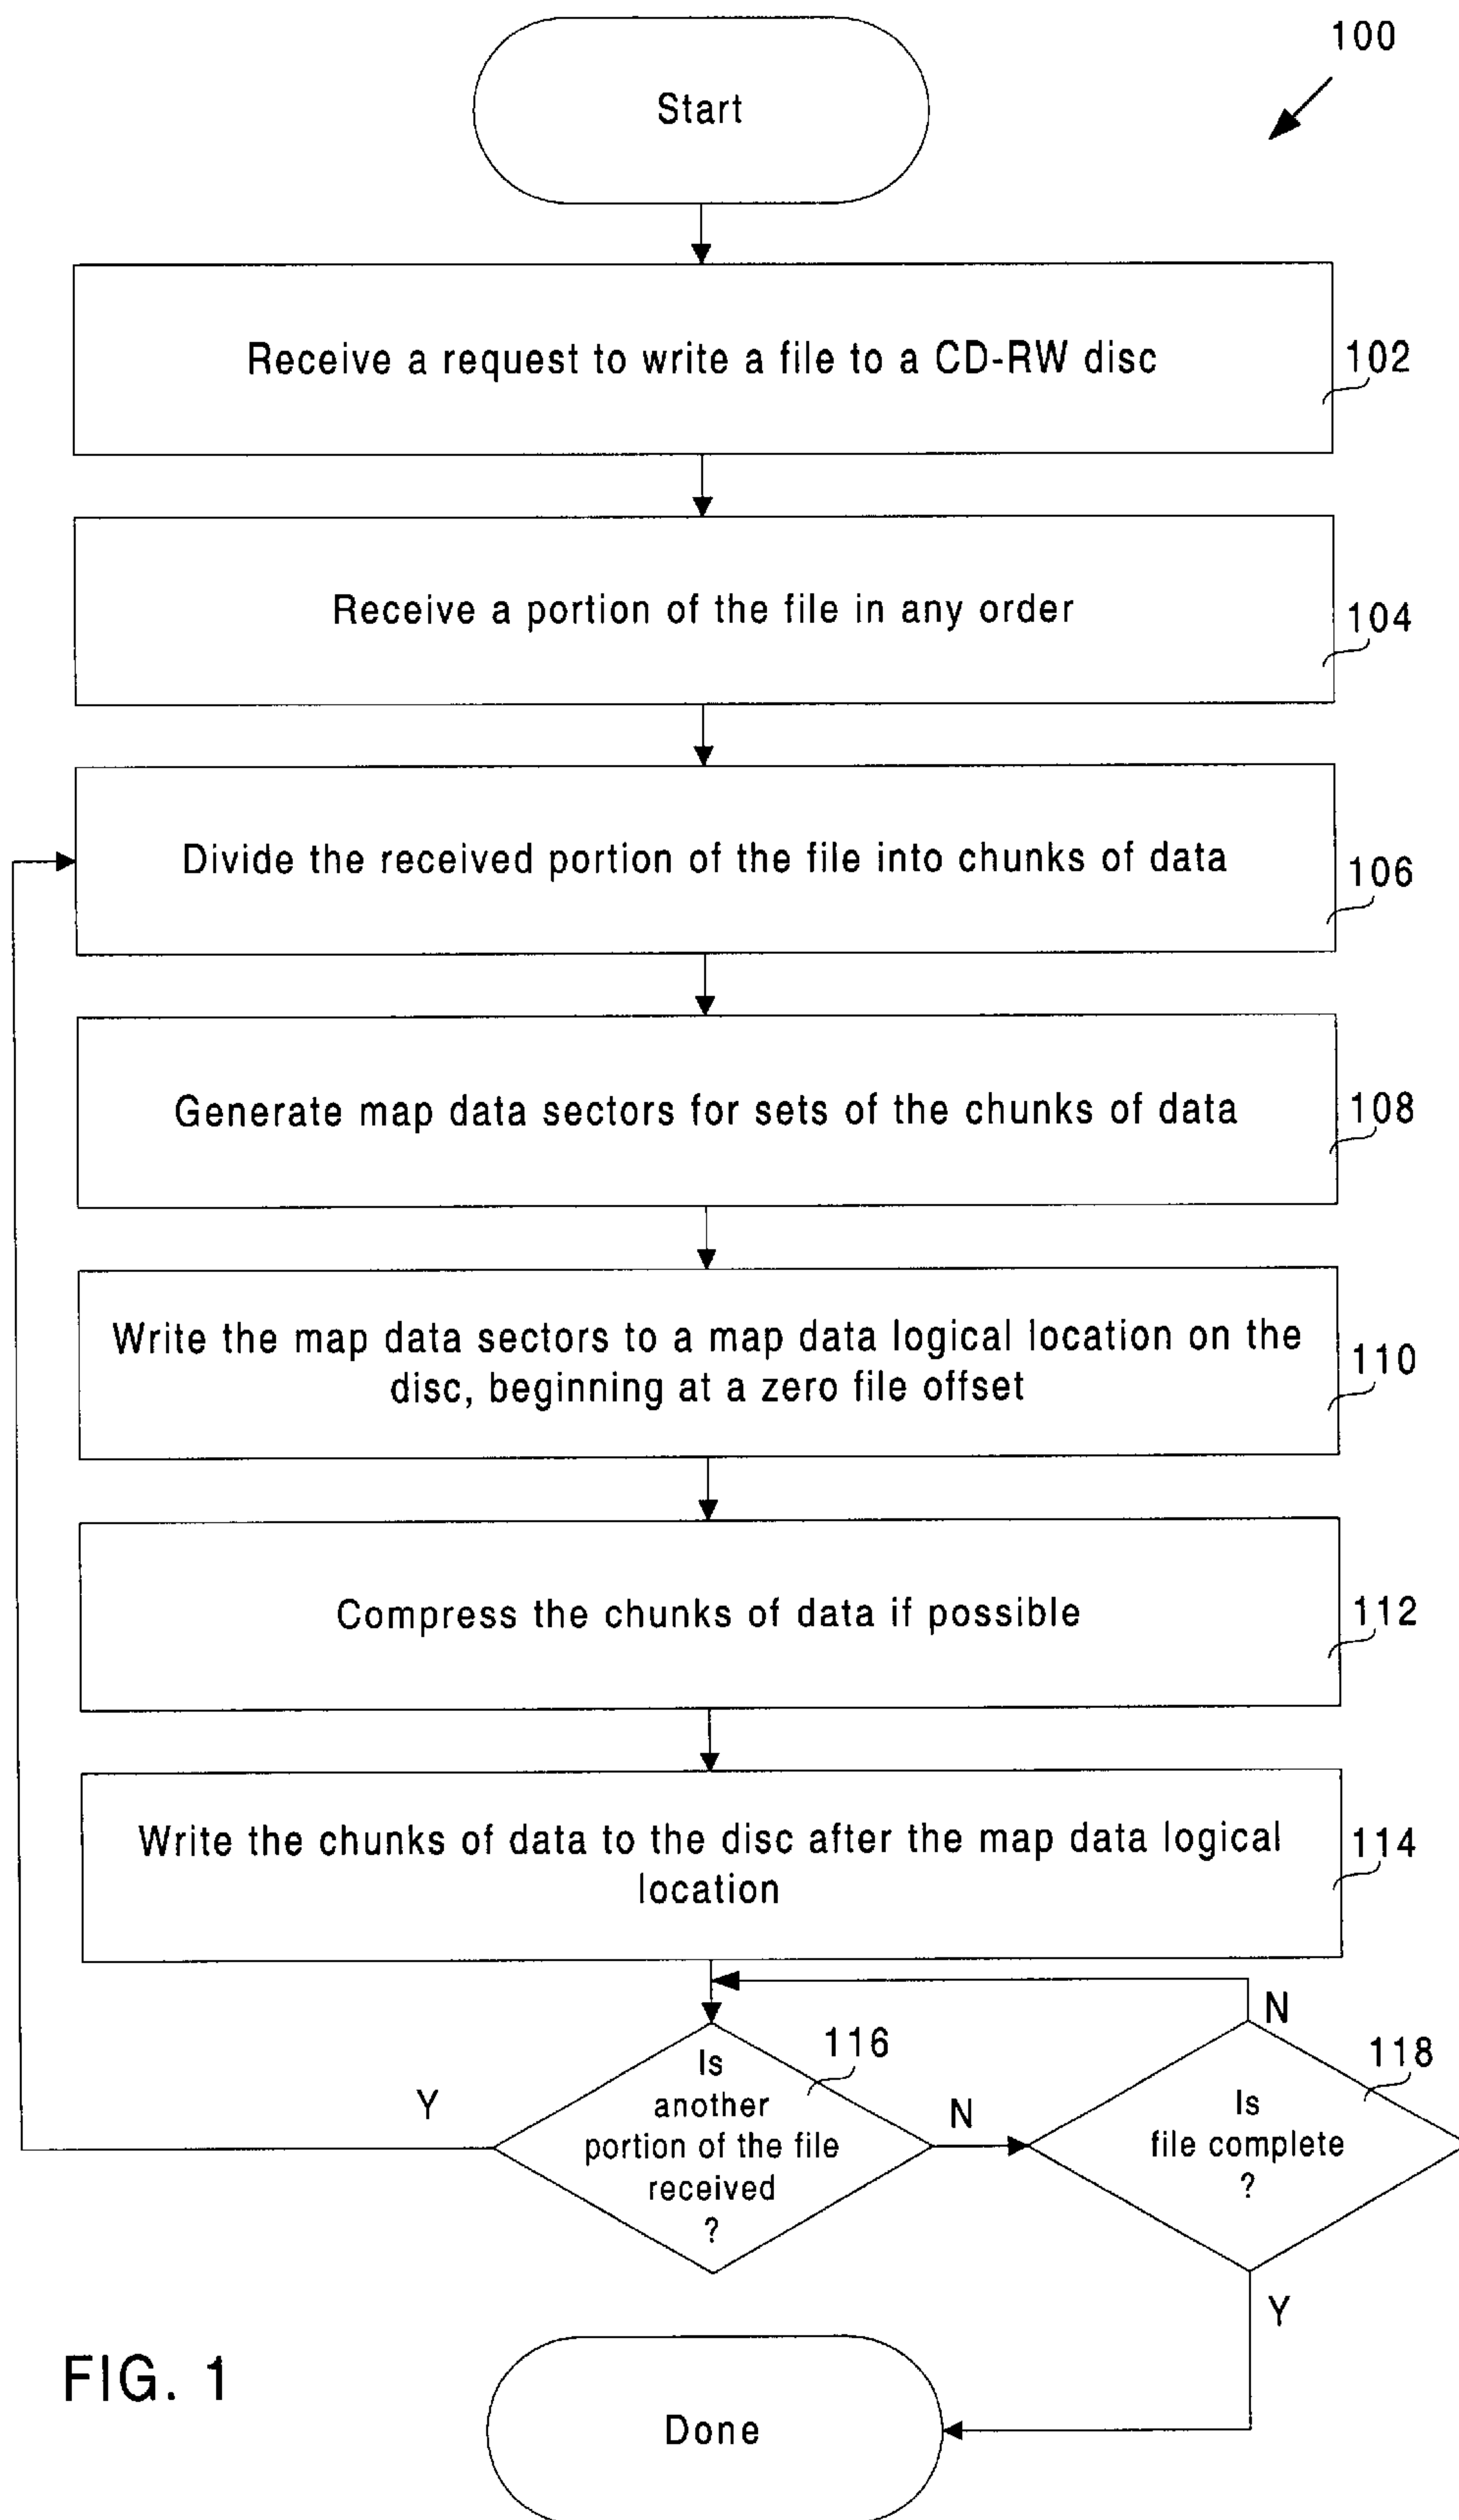 100
Start
Receive a request to write a file to a CD-RW disc
102
Receive a portion of the file in any order
104
Divide the received portion of the file into chunks of data
106
Generate map data sectors for sets of the chunks of data
108
Write the map data sectors to a map data logical location on the
disc, beginning at a zero file offset
110
Compress the chunks of data if possible
112
Write the chunks of data to the disc after the map data logical
location
114
N
116
118
Y
Is
another
portion of the file
received
?
N
Is
file complete
?
Y
FIG. 1
Done